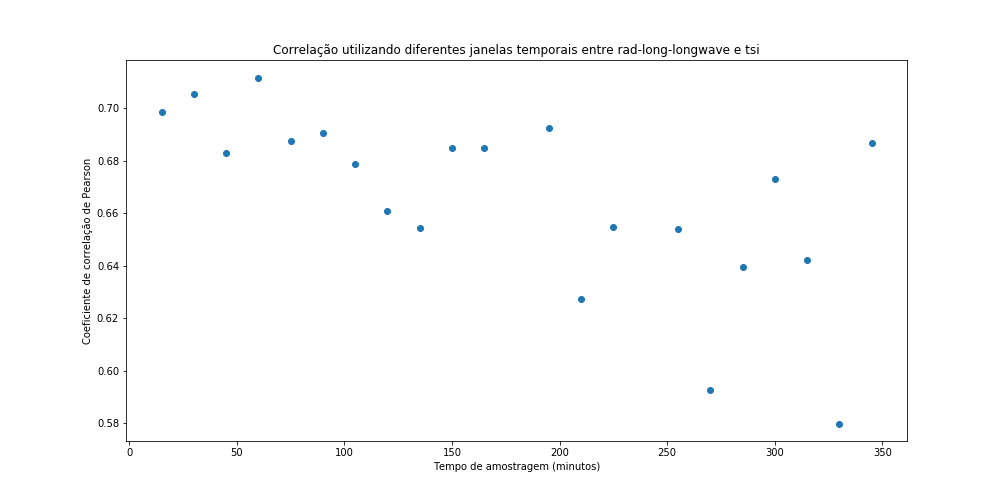 Correlação utilizando diferentes janelas temporais entre rad-long-longwave e tsi
Coeficiente de correlação de Pearson
0.70
0.68
0.66
0.64
0.62
0.60
0.58
0 50 100 150 200 250 300 350
Tempo de amostragem (minutos)